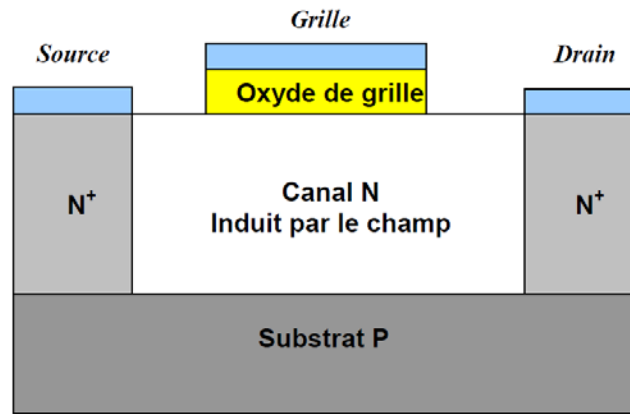 Grille
Source
Drain
Oxyde de grille
N+
Canal N
Induit par le champ
N+
Substrat P